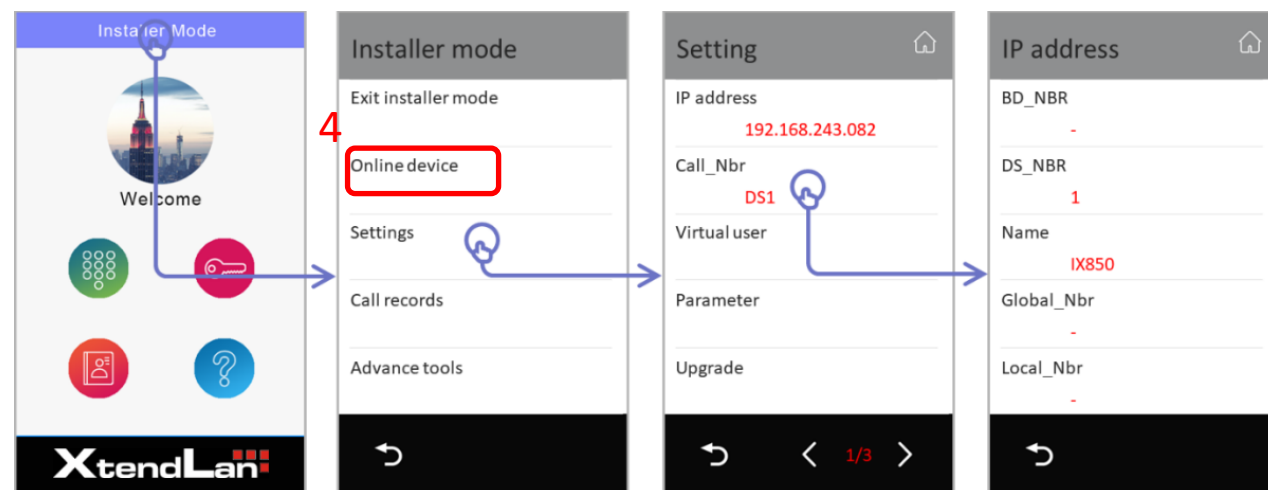 Installer Mode
Welcome
XtendLan
4
Installer mode
Exit installer mode
Online device
Settings
Call records
Advance tools
Setting
IP address
192.168.243.082
Call_Nbr
DS1
Virtual user
Parameter
Upgrade
1/3
IP address
BD_NBR
-
DS_NBR
1
Name
IX850
Global_Nbr
-
Local_Nbr
-